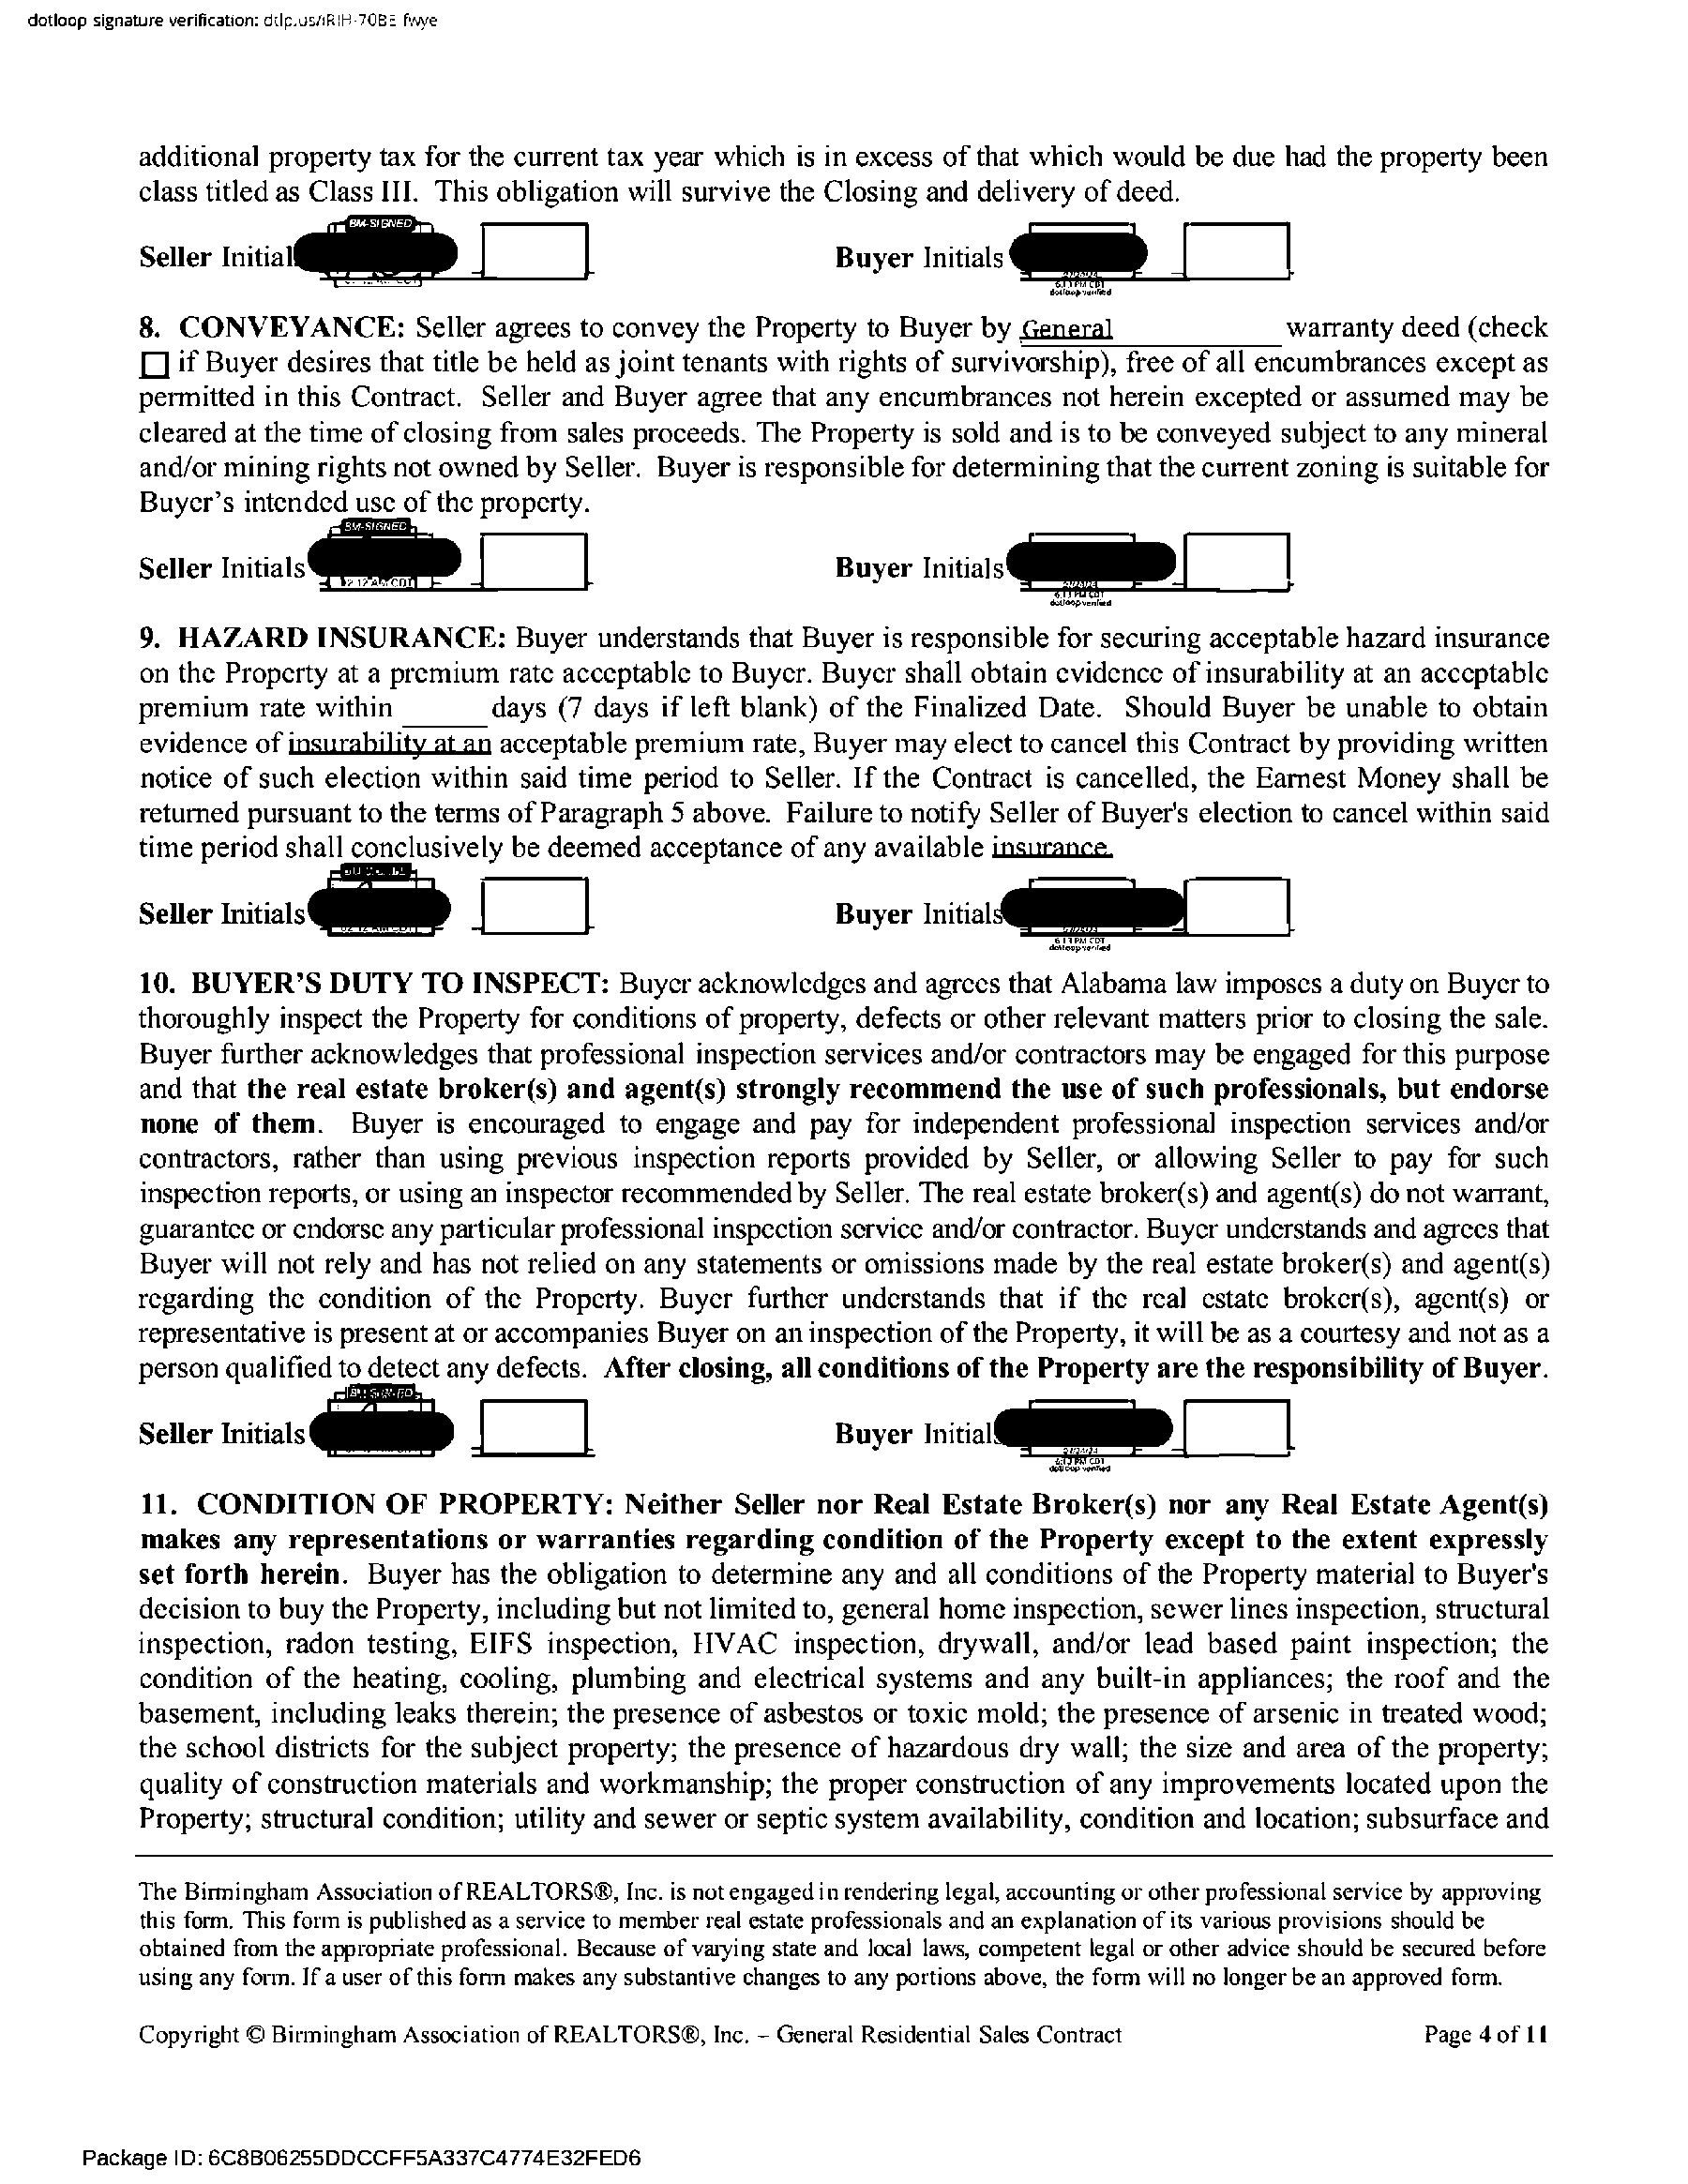 dotloop signature verification:
additional property tax for the current tax year which is in excess of that which would be due had the property been
class titled as Class III. This obligation will survive the Closing and delivery of deed.
BM-SIGNED
Seller Initial Buyer Initials
6:13 PM CDT
dotloop verified
8. CONVEYANCE: Seller agrees to convey the Property to Buyer by General warranty deed (check
if Buyer desires that title be held as joint tenants with rights of survivorship), free of all encumbrances except as
permitted in this Contract. Seller and Buyer agree that any encumbrances not herein excepted or assumed may be
cleared at the time of closing from sales proceeds. The Property is sold and is to be conveyed subject to any mineral
and/or mining rights not owned by Seller. Buyer is responsible for determining that the current zoning is suitable for
Buyer's intended use of the property.
BM-SIGNED
Seller Initials Buyer Initials
02:12 AM CDT
6:13 PM CDT
dotloop verified
9. HAZARD INSURANCE: Buyer understands that Buyer is responsible for securing acceptable hazard insurance
on the Property at a premium rate acceptable to Buyer. Buyer shall obtain evidence of insurability at an acceptable
premium rate within ______ days (7 days if left blank) of the Finalized Date. Should Buyer be unable to obtain
evidence of insurability at an acceptable premium rate, Buyer may elect to cancel this Contract by providing written
notice of such election within said time period to Seller. If the Contract is cancelled, the Earnest Money shall be
returned pursuant to the terms of Paragraph 5 above. Failure to notify Seller of Buyer's election to cancel within said
time period shall conclusively be deemed acceptance of any available insurance.
Seller Initials Buyer Initials
02:12 AM CDT
6:13 PM CDT
dotloop verified
10. BUYER'S DUTY TO INSPECT: Buyer acknowledges and agrees that Alabama law imposes a duty on Buyer to
thoroughly inspect the Property for conditions of property, defects or other relevant matters prior to closing the sale.
Buyer further acknowledges that professional inspection services and/or contractors may be engaged for this purpose
and that the real estate broker(s) and agent(s) strongly recommend the use of such professionals, but endorse
none of them. Buyer is encouraged to engage and pay for independent professional inspection services and/or
contractors, rather than using previous inspection reports provided by Seller, or allowing Seller to pay for such
inspection reports, or using an inspector recommended by Seller. The real estate broker(s) and agent(s) do not warrant,
guarantee or endorse any particular professional inspection service and/or contractor. Buyer understands and agrees that
Buyer will not rely and has not relied on any statements or omissions made by the real estate broker(s) and agent(s)
regarding the condition of the Property. Buyer further understands that if the real estate broker(s), agent(s) or
representative is present at or accompanies Buyer on an inspection of the Property, it will be as a courtesy and not as a
person qualified to detect any defects. After closing, all conditions of the Property are the responsibility of Buyer.
Seller Initials Buyer Initial
6:13 PM CDT
dotloop verified
11. CONDITION OF PROPERTY: Neither Seller nor Real Estate Broker(s) nor any Real Estate Agent(s)
makes any representations or warranties regarding condition of the Property except to the extent expressly
set forth herein. Buyer has the obligation to determine any and all conditions of the Property material to Buyer's
decision to buy the Property, including but not limited to, general home inspection, sewer lines inspection, structural
inspection, radon testing, EIFS inspection, HVAC inspection, drywall, and/or lead based paint inspection; the
condition of the heating, cooling, plumbing and electrical systems and any built-in appliances; the roof and the
basement, including leaks therein; the presence of asbestos or toxic mold; the presence of arsenic in treated wood;
the school districts for the subject property; the presence of hazardous dry wall; the size and area of the property;
quality of construction materials and workmanship; the proper construction of any improvements located upon the
Property; structural condition; utility and sewer or septic system availability, condition and location; subsurface and
The Birmingham Association of REALTORS®, Inc. is not engaged in rendering legal, accounting or other professional service by approving
this form. This form is published as a service to member real estate professionals and an explanation of its various provisions should be
obtained from the appropriate professional. Because of varying state and local laws, competent legal or other advice should be secured before
using any form. If a user of this form makes any substantive changes to any portions above, the form will no longer be an approved form.
Copyright © Birmingham Association of REALTORS®, Inc. – General Residential Sales Contract Page 4 of 11
Package ID: 6C8B06255DDCCFF5A337C4774E32FED6